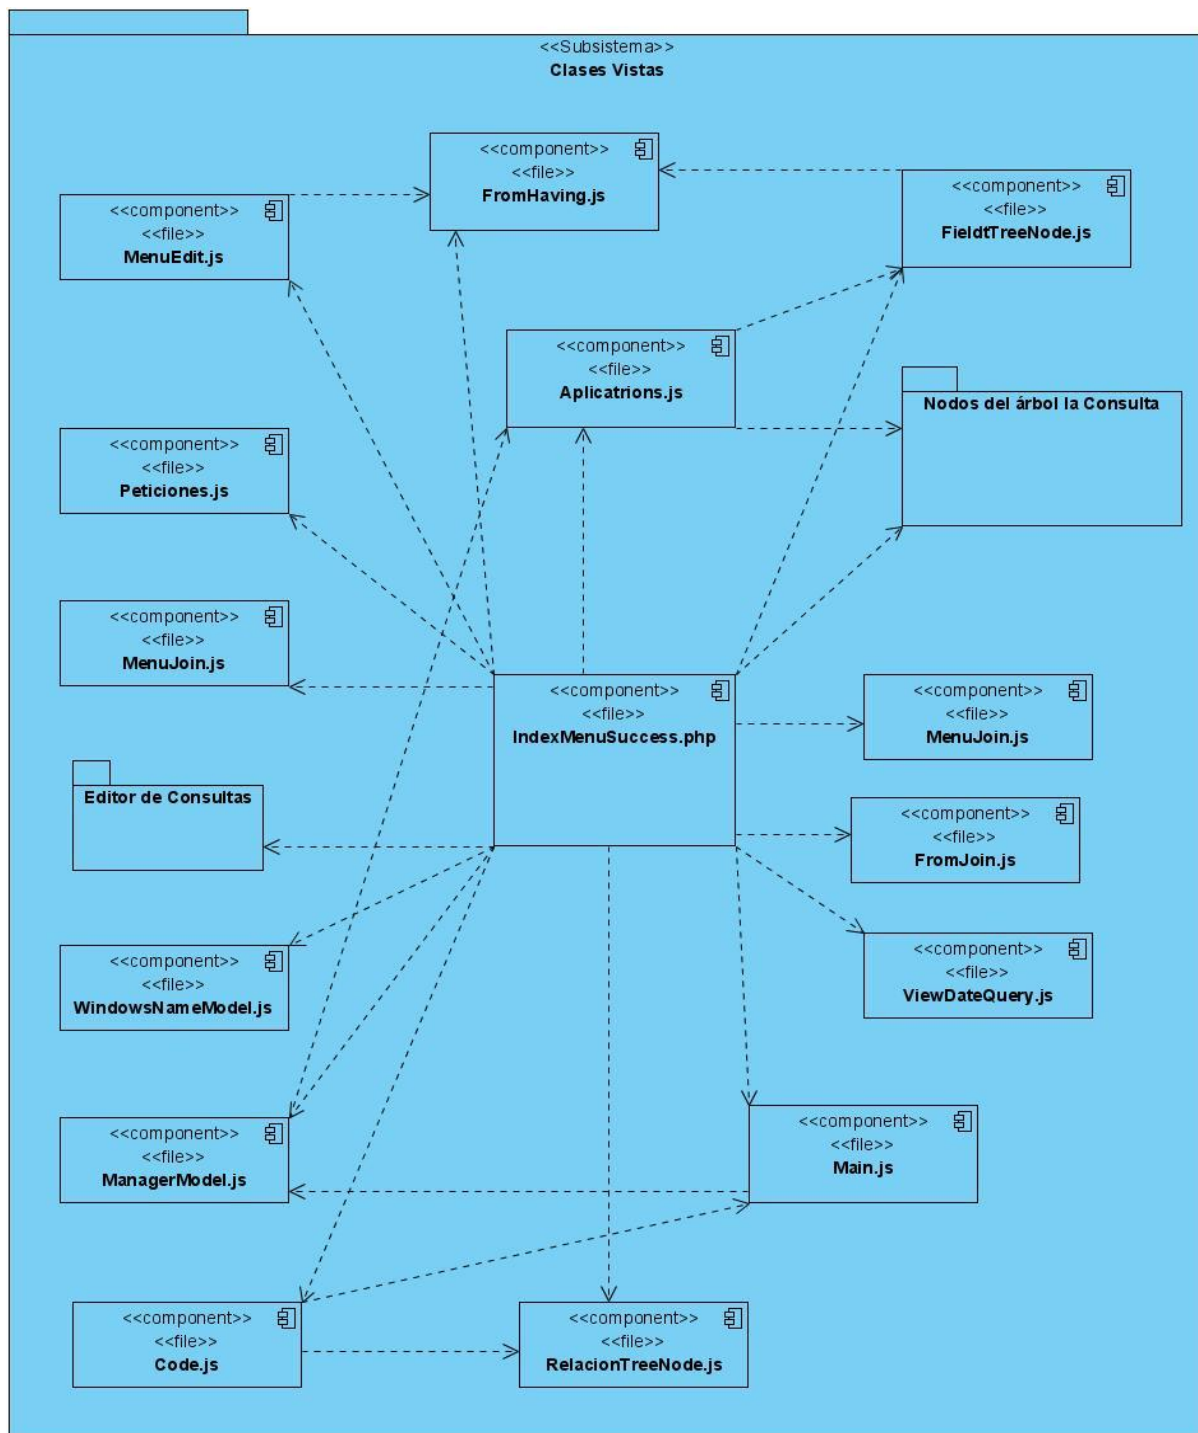 <<Subsistema>>
Clases Vistas
<<component>>
<<file>>
FromHaving.js
<<component>>
<<file>>
FieldtTreeNode.js
<<component>>
<<file>>
MenuEdit.js
<<component>>
<<file>>
Aplicatrions.js
Nodos del árbol la Consulta
<<component>>
<<file>>
Peticiones.js
<<component>>
<<file>>
MenuJoin.js
<<component>>
<<file>>
IndexMenuSuccess.php
<<component>>
<<file>>
MenuJoin.js
Editor de Consultas
<<component>>
<<file>>
FromJoin.js
<<component>>
<<file>>
WindowsNameModel.js
<<component>>
<<file>>
ViewDateQuery.js
<<component>>
<<file>>
ManagerModel.js
<<component>>
<<file>>
Main.js
<<component>>
<<file>>
Code.js
<<component>>
<<file>>
RelacionTreeNode.js